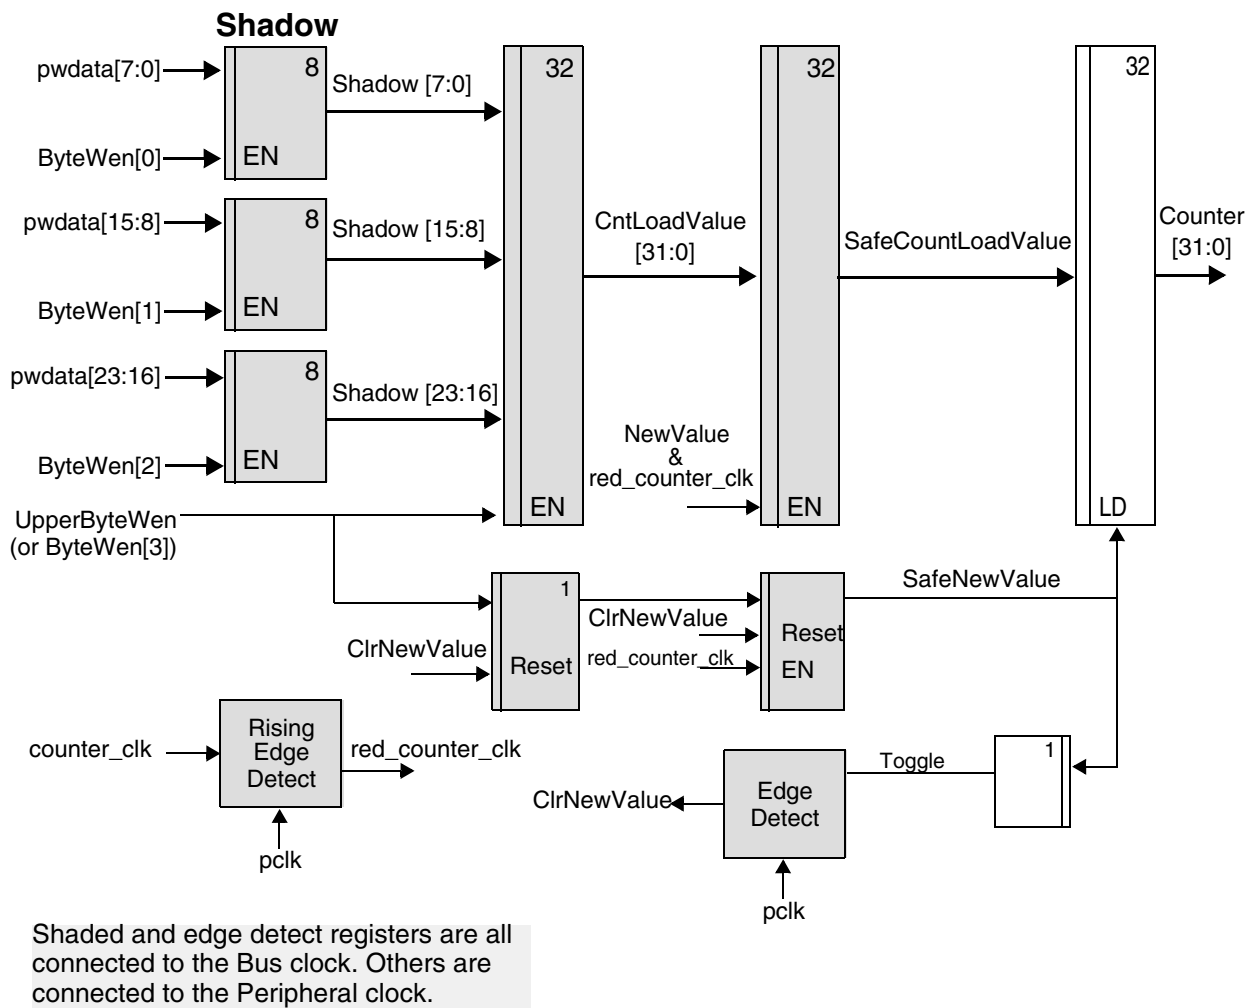 Shadow
pwdata[7:0]
8
Shadow [7:0]
ByteWen[0]
EN
32
32
32
pwdata[15:8]
8
Shadow [15:8]
ByteWen[1]
EN
CntLoadValue
[31:0]
SafeCountLoadValue
Counter
[31:0]
pwdata[23:16]
8
Shadow [23:16]
ByteWen[2]
EN
NewValue
&
red_counter_clk
UpperByteWen
(or ByteWen[3])
EN
EN
LD
1
ClrNewValue
Reset
ClrNewValue
red_counter_clk
Reset
EN
SafeNewValue
counter_clk
Rising
Edge
Detect
red_counter_clk
pclk
ClrNewValue
Edge
Detect
Toggle
1
pclk
Shaded and edge detect registers are all
connected to the Bus clock. Others are
connected to the Peripheral clock.